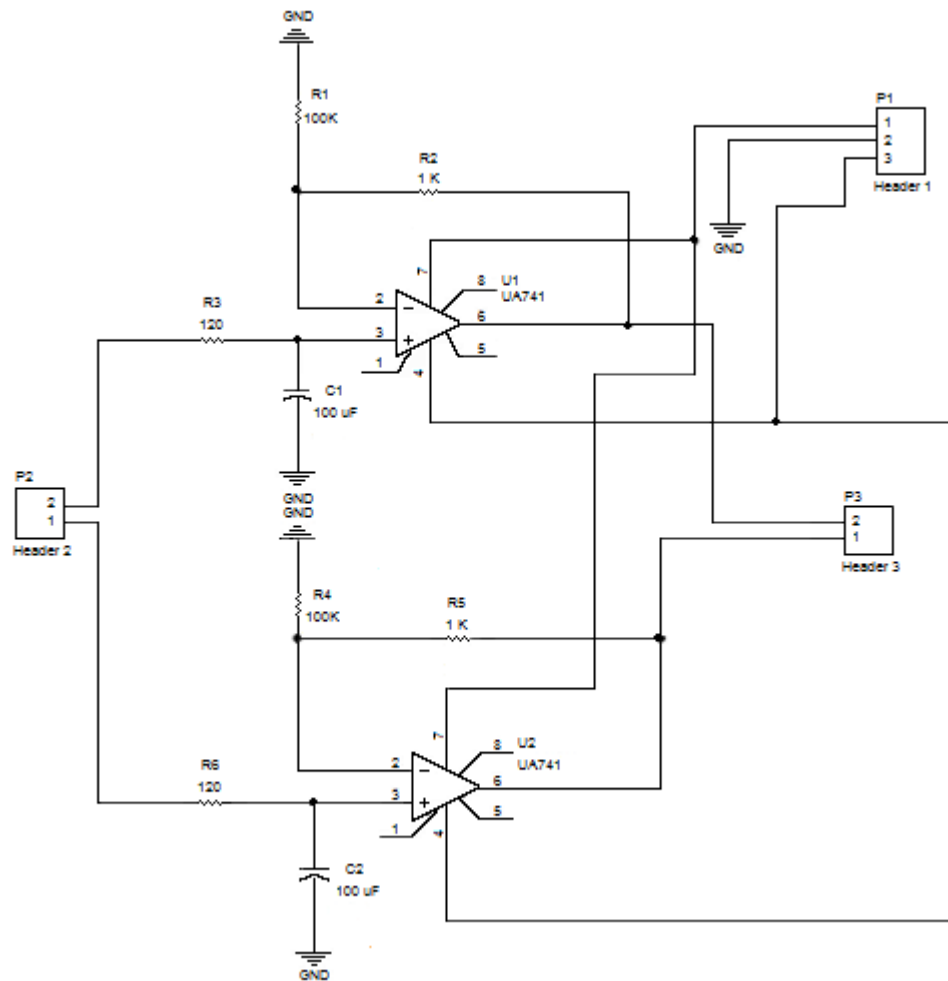 GND
R1
100K
P1
1
2
3
Header 1
R2
1 K
GND
7
8
U1
UA741
2
6
3
1
5
4
R3
120
C1
100 uF
GND
GND
P2
2
1
Header 2
P3
2
1
Header 3
R4
100K
R5
1 K
7
8
U2
UA741
2
6
3
1
5
4
R6
120
C2
100 uF
GND